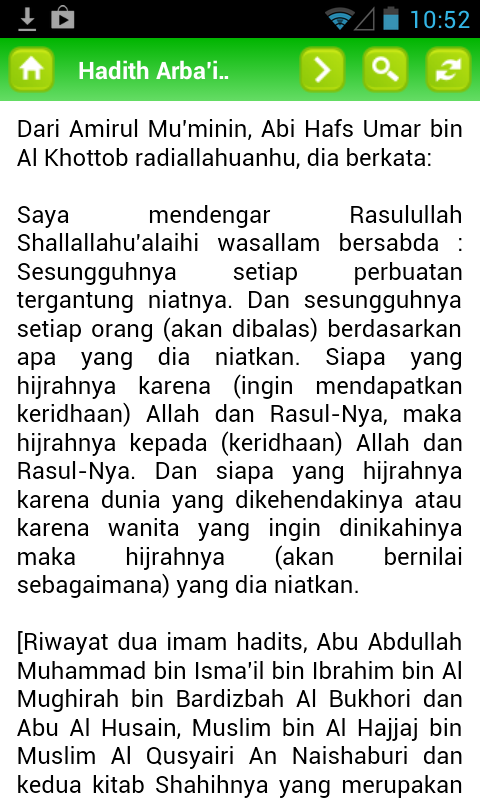 10:52
Hadith Arba'i..
Dari Amirul Mu'minin, Abi Hafs Umar bin
Al Khottob radiallahuanhu, dia berkata:
Saya mendengar Rasulullah
Shallallahu'alaihi wasallam bersabda :
Sesungguhnya setiap perbuatan
tergantung niatnya. Dan sesungguhnya
setiap orang (akan dibalas) berdasarkan
apa yang dia niatkan. Siapa yang
hijrahnya karena (ingin mendapatkan
keridhaan) Allah dan Rasul-Nya, maka
hijrahnya kepada (keridhaan) Allah dan
Rasul-Nya. Dan siapa yang hijrahnya
karena dunia yang dikehendakinya atau
karena wanita yang ingin dinikahinya
maka hijrahnya (akan bernilai
sebagaimana) yang dia niatkan.
[Riwayat dua imam hadits, Abu Abdullah
Muhammad bin Isma'il bin Ibrahim bin Al
Mughirah bin Bardizbah Al Bukhori dan
Abu Al Husain, Muslim bin Al Hajjaj bin
Muslim Al Qusyairi An Naishaburi dan
kedua kitab Shahihnya yang merupakan